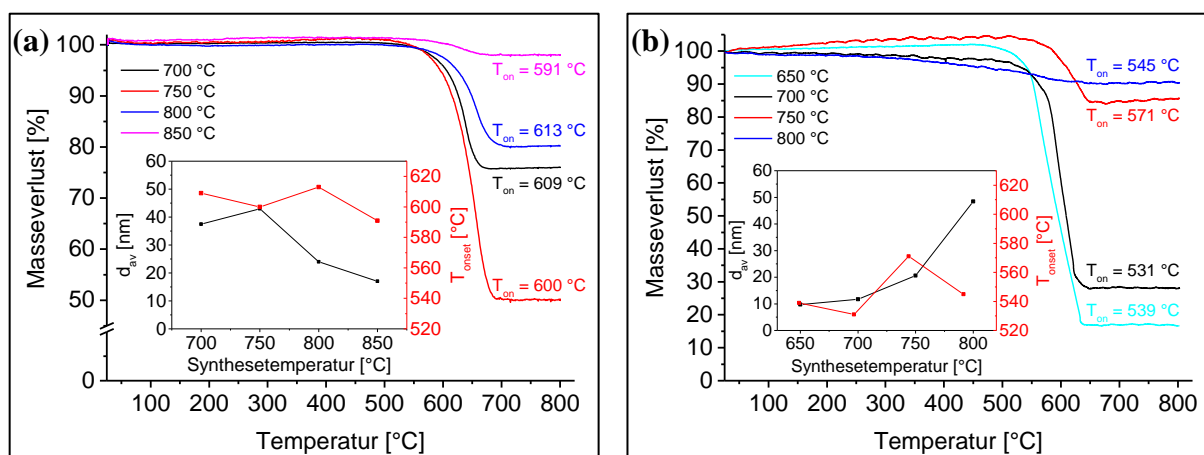 (a)
100
90
80
70
60
50
0
Masseverlust [%]
700 °C
750 °C
800 °C
850 °C
T_on = 591 °C
T_on = 613 °C
T_on = 609 °C
T_on = 600 °C
60
50
40
30
20
10
0
d_av [nm]
620
600
580
560
540
520
T_onset [°C]
700 750 800 850
Synthesetemperatur [°C]
100 200 300 400 500 600 700 800
Temperatur [°C]
(b)
100
90
80
70
60
50
40
30
20
10
0
Masseverlust [%]
650 °C
700 °C
750 °C
800 °C
T_on = 545 °C
T_on = 571 °C
T_on = 531 °C
T_on = 539 °C
60
50
40
30
20
10
0
d_av [nm]
620
600
580
560
540
520
T_onset [°C]
650 700 750 800
Synthesetemperatur [°C]
100 200 300 400 500 600 700 800
Temperatur [°C]